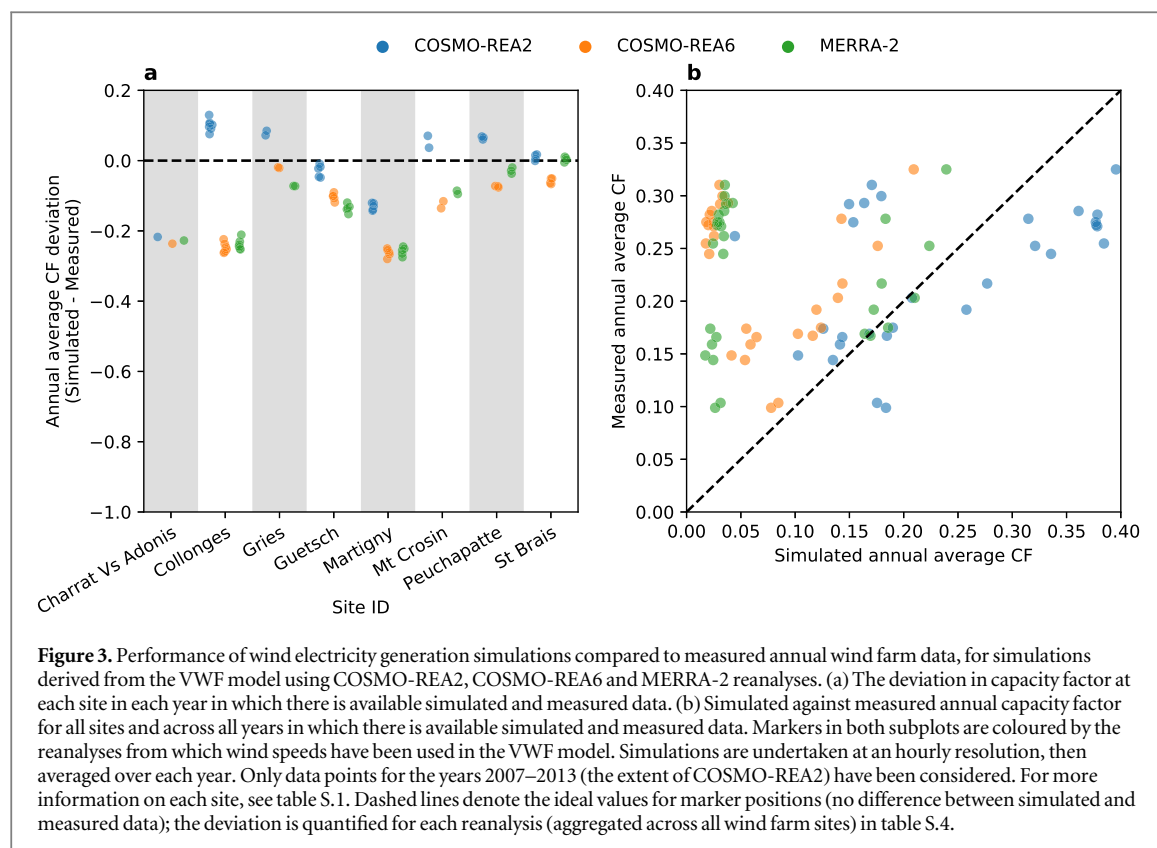 COSMO-REA2 COSMO-REA6 MERRA-2
a
0.2
0.0
−0.2
−0.4
−0.6
−0.8
−1.0
Annual average CF deviation
(Simulated - Measured)
Charrat Vs Adonis
Collonges
Gries
Guetsch
Martigny
Mt Crosin
Peuchapatte
St Brais
Site ID
b
0.40
0.35
0.30
0.25
0.20
0.15
0.10
0.05
0.00
Measured annual average CF
0.00 0.05 0.10 0.15 0.20 0.25 0.30 0.35 0.40
Simulated annual average CF
Figure 3. Performance of wind electricity generation simulations compared to measured annual wind farm data, for simulations
derived from the VWF model using COSMO-REA2, COSMO-REA6 and MERRA-2 reanalyses. (a) The deviation in capacity factor at
each site in each year in which there is available simulated and measured data. (b) Simulated against measured annual capacity factor
for all sites and across all years in which there is available simulated and measured data. Markers in both subplots are coloured by the
reanalyses from which wind speeds have been used in the VWF model. Simulations are undertaken at an hourly resolution, then
averaged over each year. Only data points for the years 2007–2013 (the extent of COSMO-REA2) have been considered. For more
information on each site, see table S.1. Dashed lines denote the ideal values for marker positions (no difference between simulated and
measured data); the deviation is quantified for each reanalysis (aggregated across all wind farm sites) in table S.4.